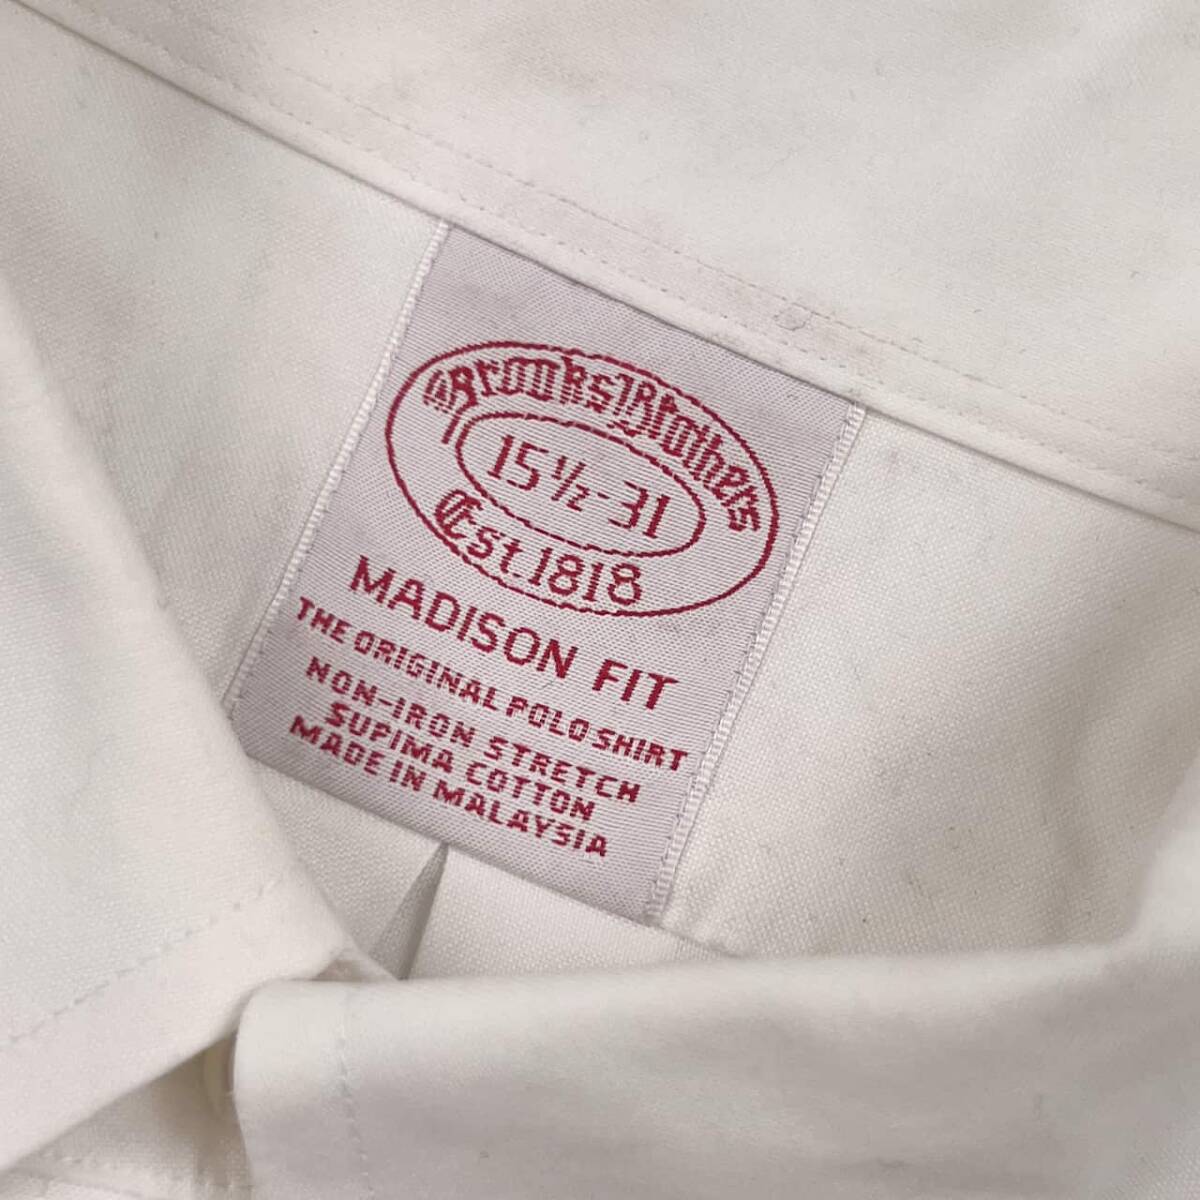 Brooks Brothers
15½-31
Est. 1818
MADISON FIT
THE ORIGINAL POLO SHIRT
NON-IRON STRETCH
SUPIMA COTTON
MADE IN MALAYSIA